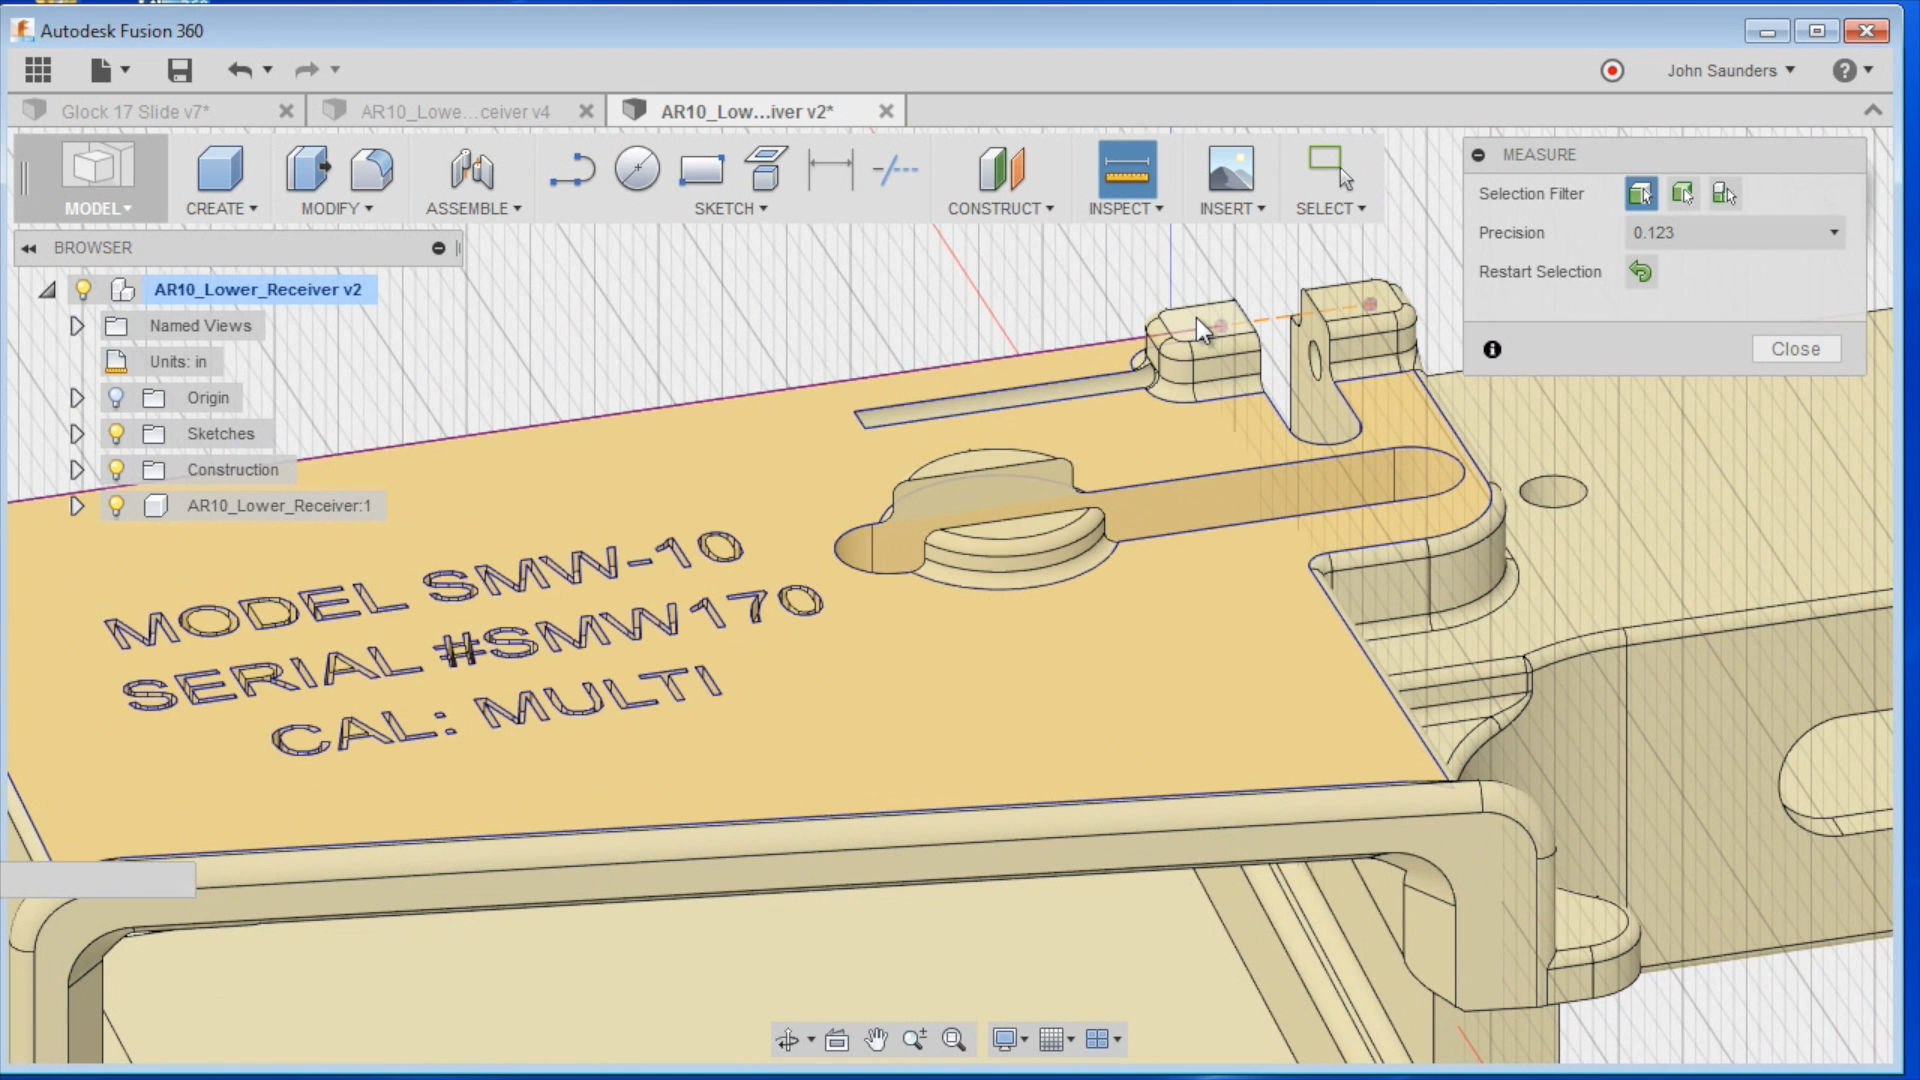 Autodesk Fusion 360
John Saunders
Glock 17 Slide v7*
AR10_Lowe...ceiver v4
AR10_Low...iver v2*
MODEL
CREATE
MODIFY
ASSEMBLE
SKETCH
CONSTRUCT
INSPECT
INSERT
SELECT
MEASURE
Selection Filter
Precision
0.123
Restart Selection
Close
BROWSER
AR10_Lower_Receiver v2
Named Views
Units: in
Origin
Sketches
Construction
AR10_Lower_Receiver:1
MODEL SMW-10
SERIAL #SMW170
CAL: MULTI